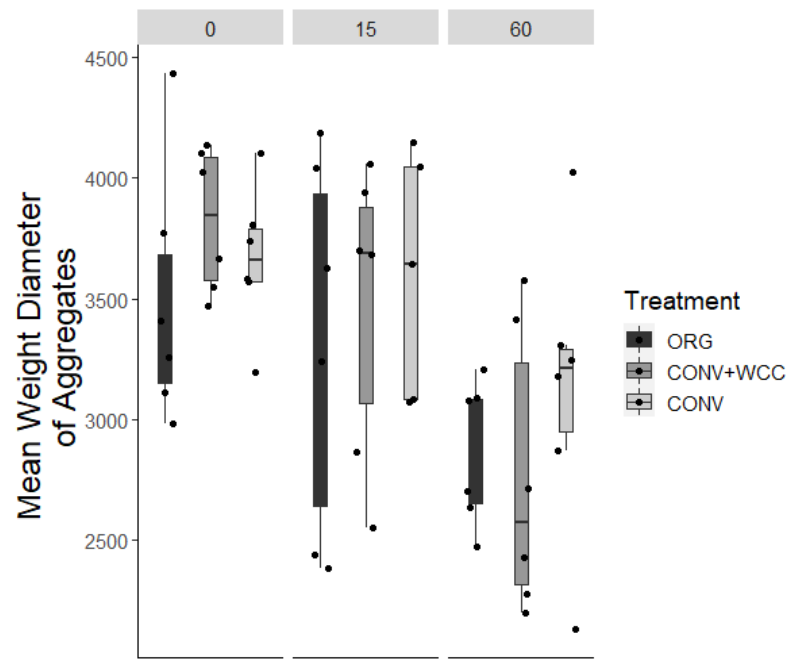 0
15
60
4500
4000
3500
3000
2500
Mean Weight Diameter
of Aggregates
Treatment
ORG
CONV+WCC
CONV